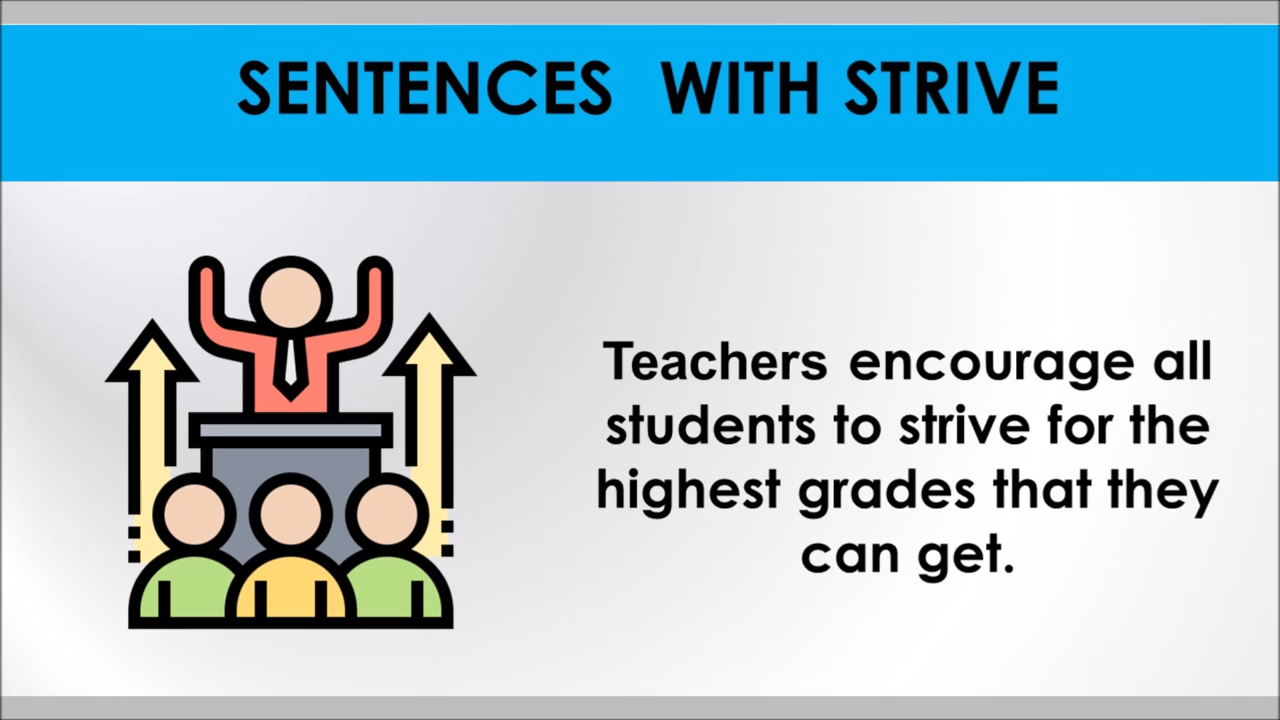 SENTENCES WITH STRIVE
Teachers encourage all
students to strive for the
highest grades that they
can get.